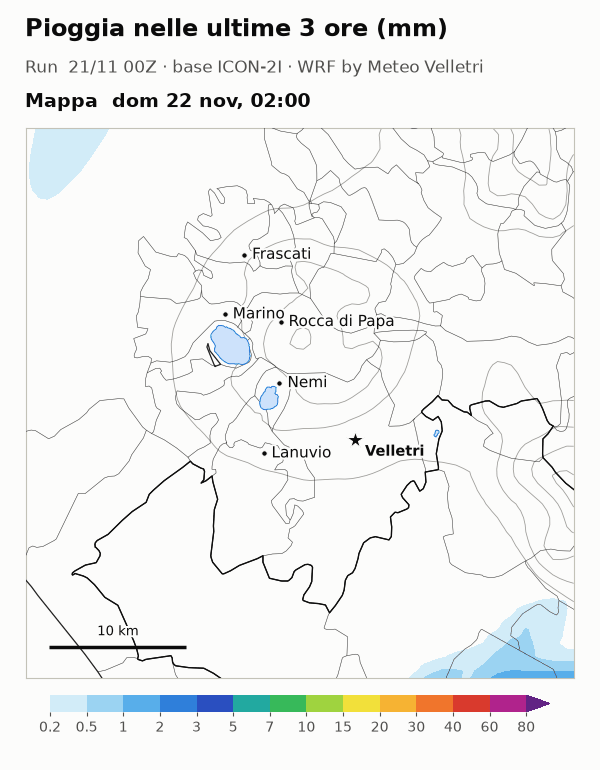 Pioggia nelle ultime 3 ore (mm)
Run 21/11 00Z · base ICON-2I · WRF by Meteo Velletri
Mappa dom 22 nov, 02:00
Frascati
Marino
Rocca di Papa
Nemi
Velletri
Lanuvio
10 km
0.2 0.5 1 2 3 5 7 10 15 20 30 40 60 80